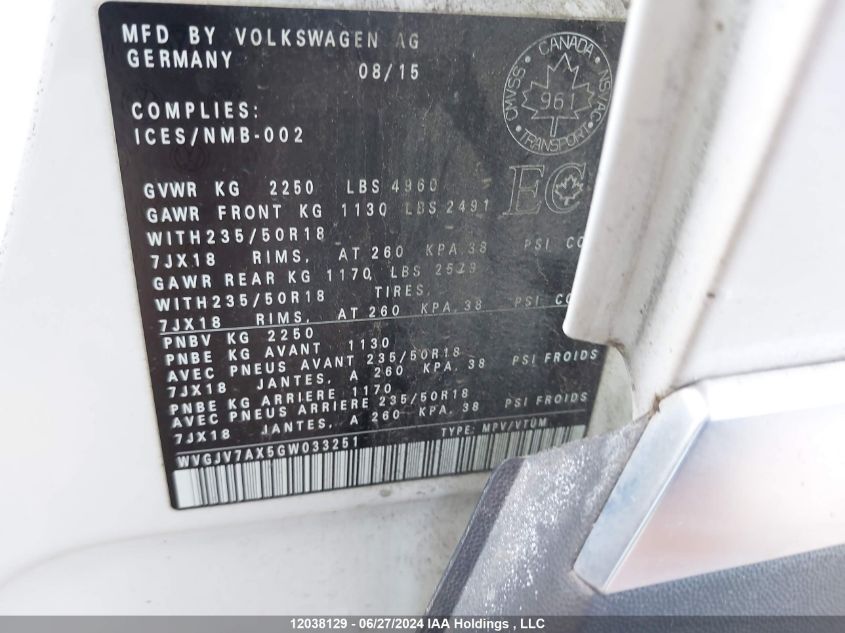 MFD BY VOLKSWAGEN AG
GERMANY
08/15
CANADA
CMVSS
NSVAC
961
TRANSPORT
COMPLIES:
ICES/NMB-002
EC
GVWR KG 2250 LBS 4960
GAWR FRONT KG 1130 LBS 2491
WITH235/50R18
7JX18 RIMS, AT 260 KPA,38 PSI CO
GAWR REAR KG 1170 LBS 2579
WITH235/50R18 TIRES,
7JX18 RIMS, AT 260 KPA,38 PSI CO
PNBV KG 2250
PNBE KG AVANT 1130
AVEC PNEUS AVANT 235/50R18
7JX18 JANTES, A 260 KPA, 38 PSI FROIDS
PNBE KG ARRIERE 1170
AVEC PNEUS ARRIERE 235/50R18
7JX18 JANTES, A 260 KPA, 38 PSI FROIDS
WVGJV7AX5GW033251 TYPE: MPV/VTUM
12038129 - 06/27/2024 IAA Holdings , LLC